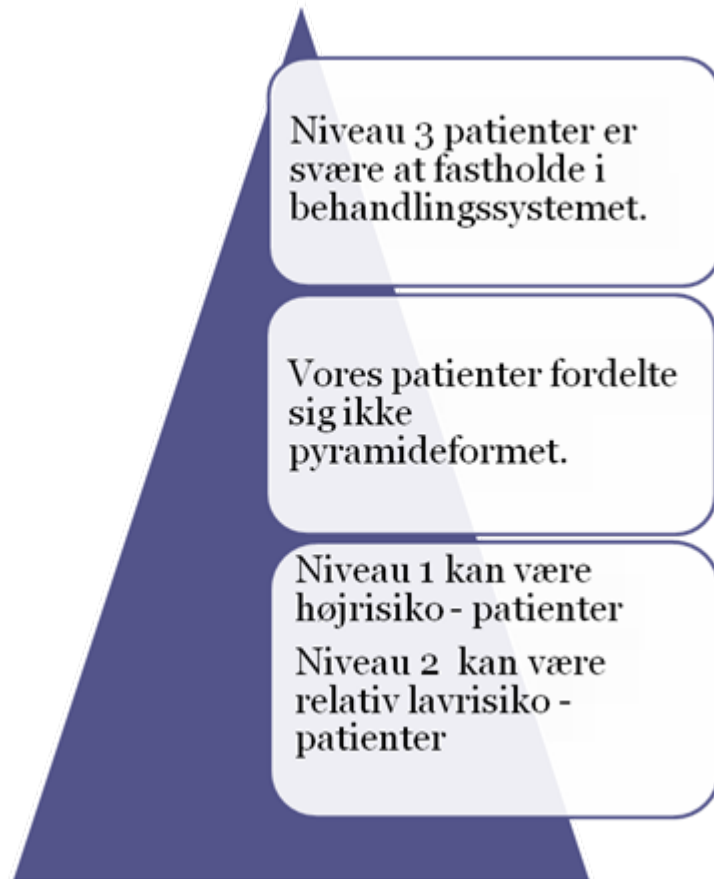 Niveau 3 patienter er
svære at fastholde i
behandlingssystemet.
Vores patienter fordelte
sig ikke
pyramideformet.
Niveau 1 kan være
højrisiko - patienter
Niveau 2 kan være
relativ lavrisiko -
patienter